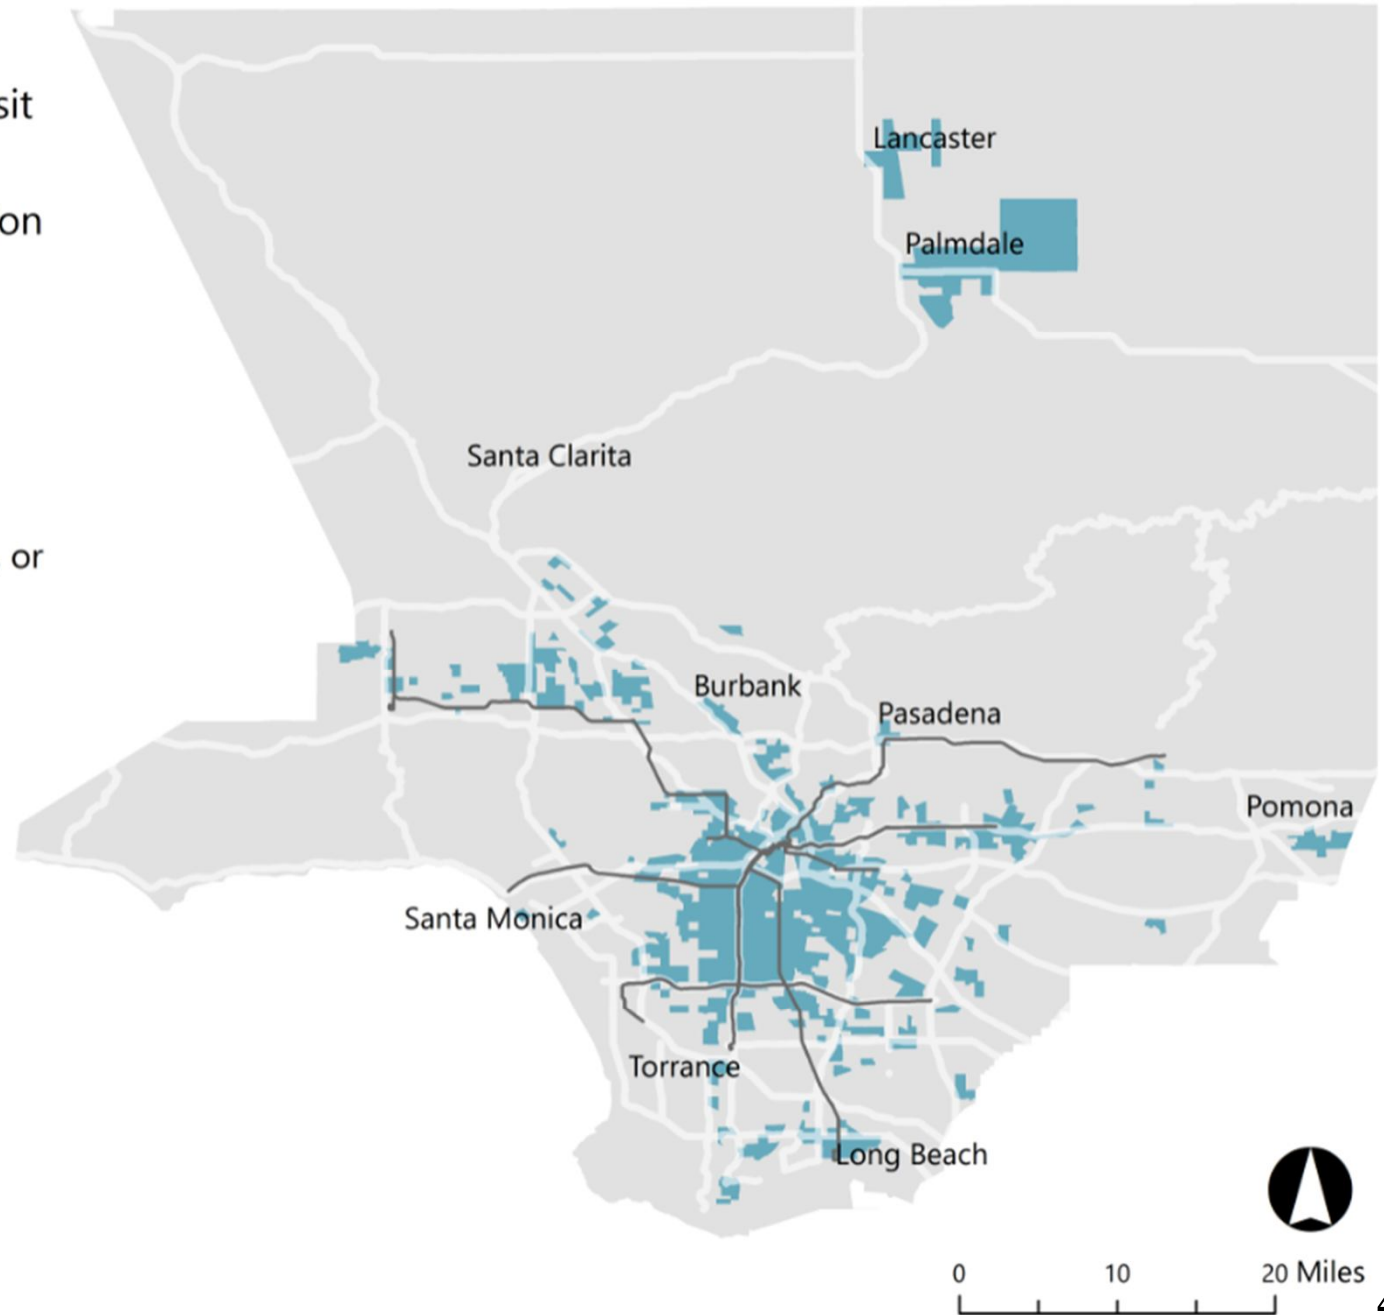 sit
on
or
Lancaster
Palmdale
Santa Clarita
Burbank
Pasadena
Pomona
Santa Monica
Torrance
Long Beach
0 10 20 Miles